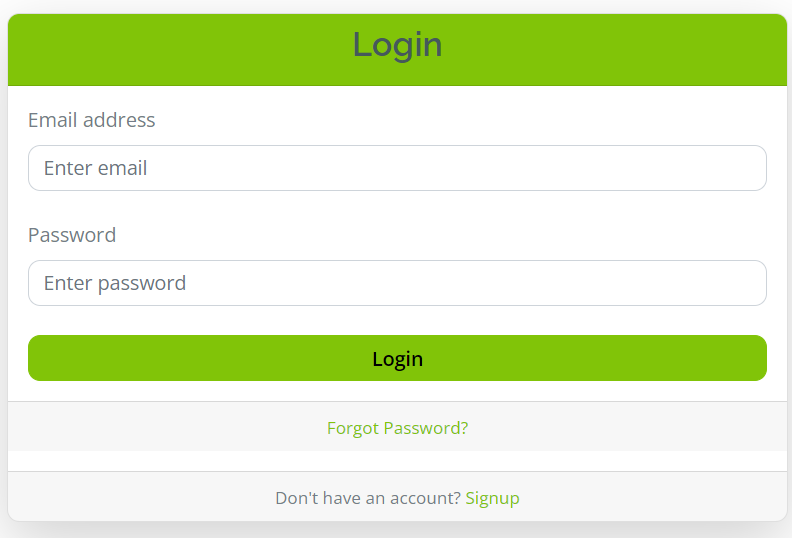 Login
Email address
Enter email
Password
Enter password
Login
Forgot Password?
Don't have an account? Signup